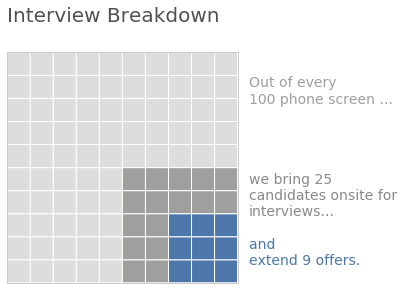 Interview Breakdown
Out of every
100 phone screen ...
we bring 25
candidates onsite for
interviews...
and
extend 9 offers.